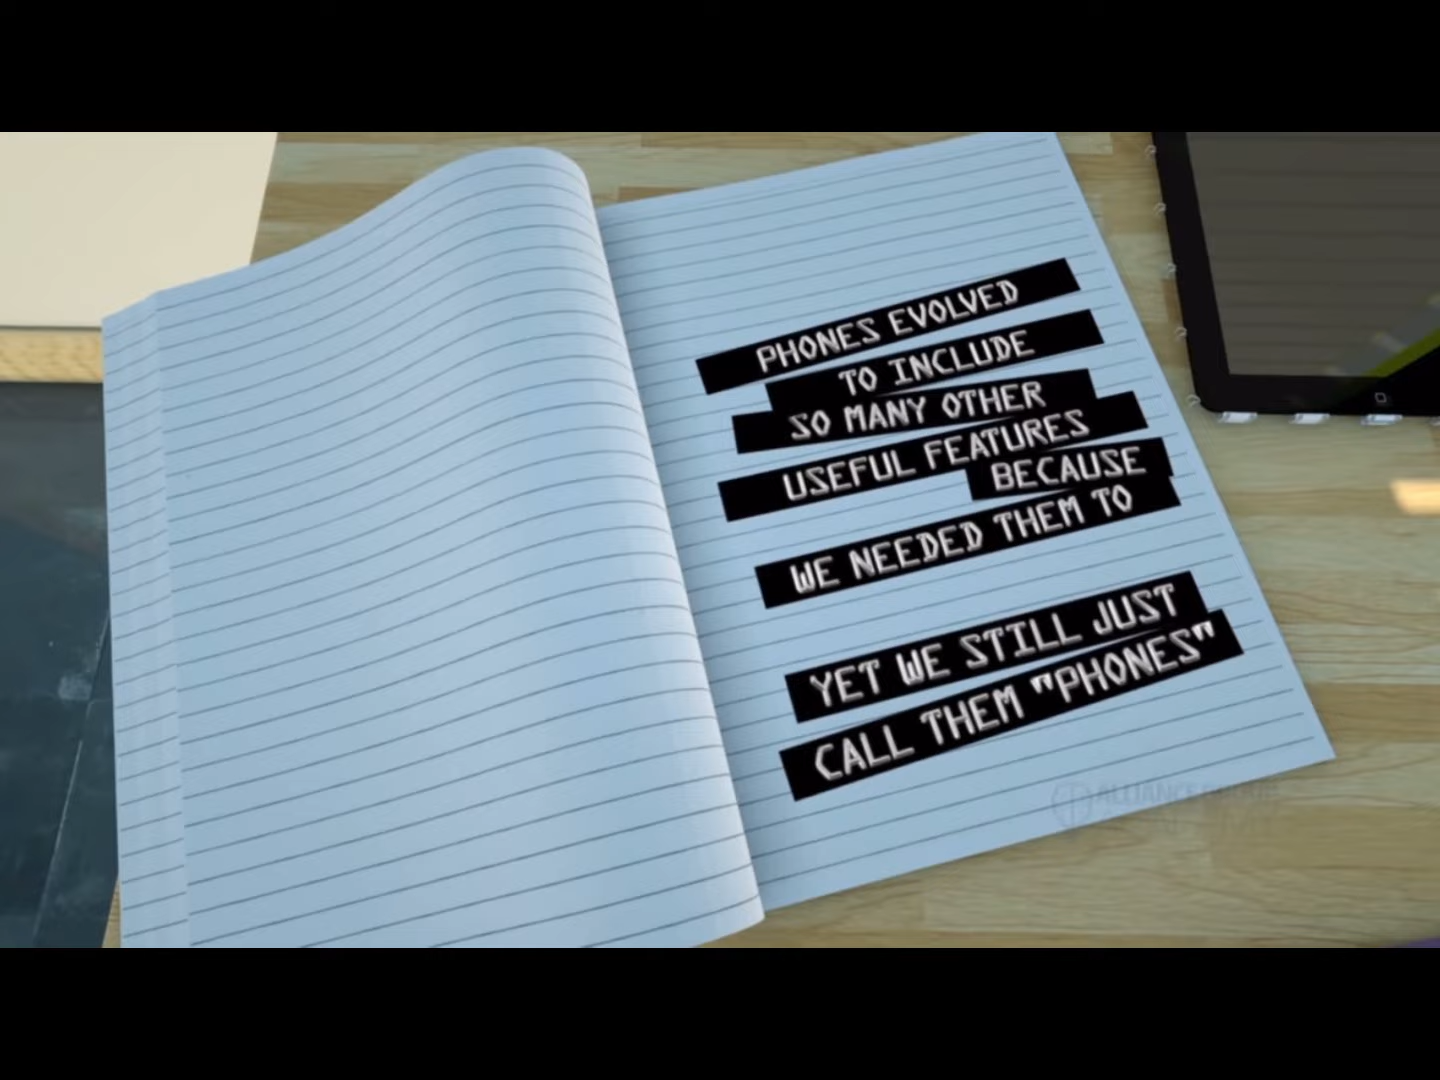 PHONES EVOLVED
TO INCLUDE
SO MANY OTHER
USEFUL FEATURES
BECAUSE
WE NEEDED THEM TO
YET WE STILL JUST
CALL THEM "PHONES"
ALLIANCE